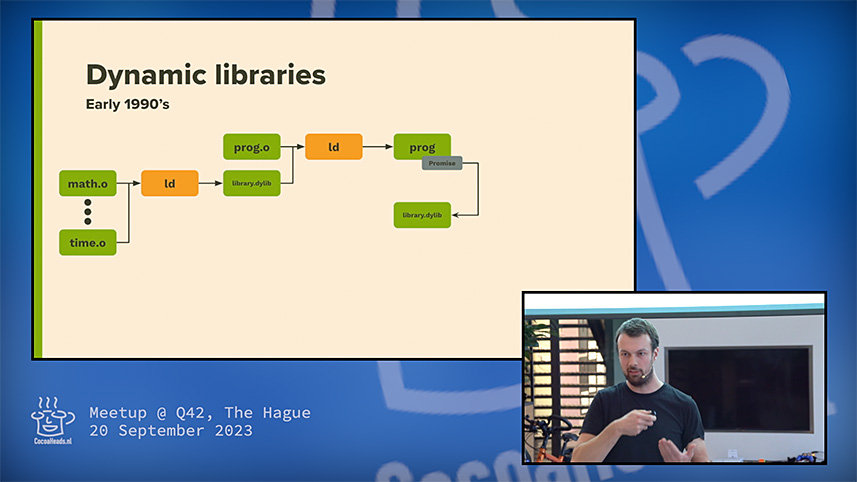 Dynamic libraries
Early 1990's
prog.o
ld
prog
Promise
math.o
ld
library.dylib
library.dylib
time.o
CocoaHeads.nl
Meetup @ Q42, The Hague
20 September 2023